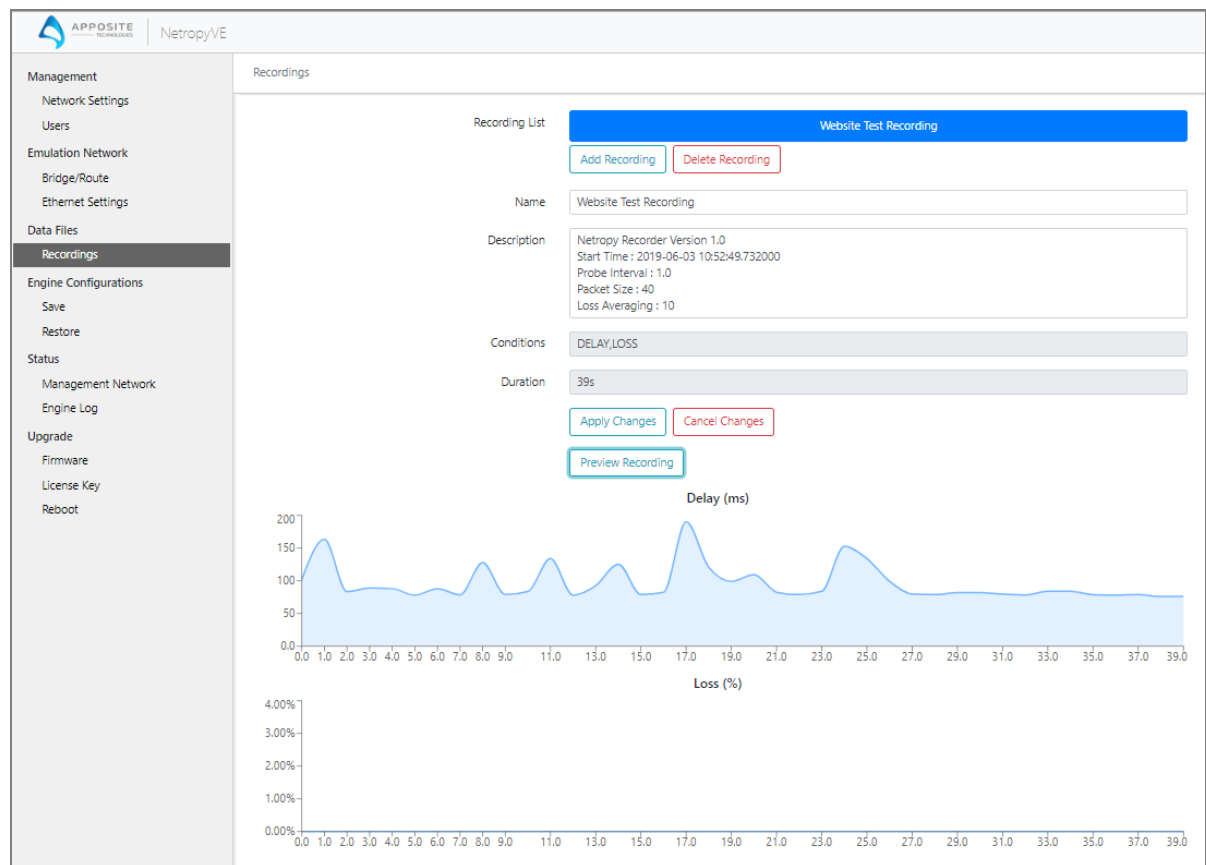 APPOSITE
TECHNOLOGIES
NetropyVE
Management
Network Settings
Users
Emulation Network
Bridge/Route
Ethernet Settings
Data Files
Recordings
Engine Configurations
Save
Restore
Status
Management Network
Engine Log
Upgrade
Firmware
License Key
Reboot
Recordings
Recording List
Website Test Recording
Add Recording Delete Recording
Name Website Test Recording
Description
Netropy Recorder Version 1.0
Start Time : 2019-06-03 10:52:49.732000
Probe Interval : 1.0
Packet Size : 40
Loss Averaging : 10
Conditions DELAY,LOSS
Duration 39s
Apply Changes Cancel Changes
Preview Recording
Delay (ms)
200
150
100
50
0.0
0.0 1.0 2.0 3.0 4.0 5.0 6.0 7.0 8.0 9.0 11.0 13.0 15.0 17.0 19.0 21.0 23.0 25.0 27.0 29.0 31.0 33.0 35.0 37.0 39.0
Loss (%)
4.00%
3.00%
2.00%
1.00%
0.00%
0.0 1.0 2.0 3.0 4.0 5.0 6.0 7.0 8.0 9.0 11.0 13.0 15.0 17.0 19.0 21.0 23.0 25.0 27.0 29.0 31.0 33.0 35.0 37.0 39.0